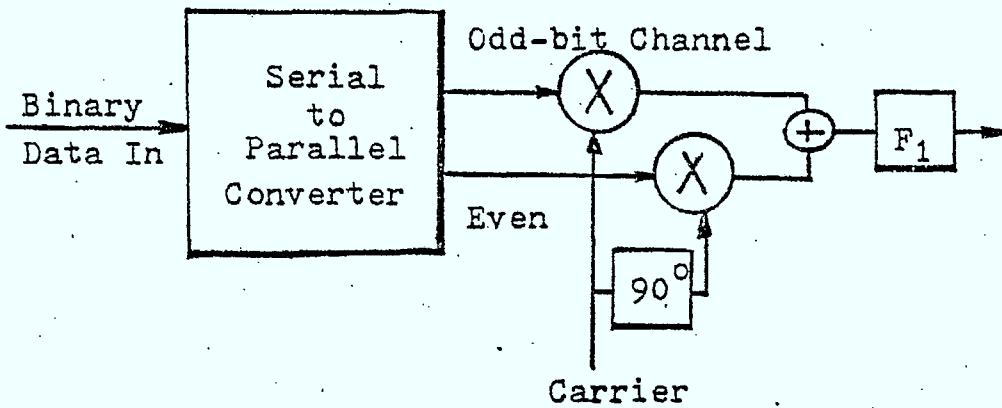 Odd-bit Channel
Binary
Data In
Serial
to
Parallel
Converter
X
+
F₁
X
Even
90°
Carrier